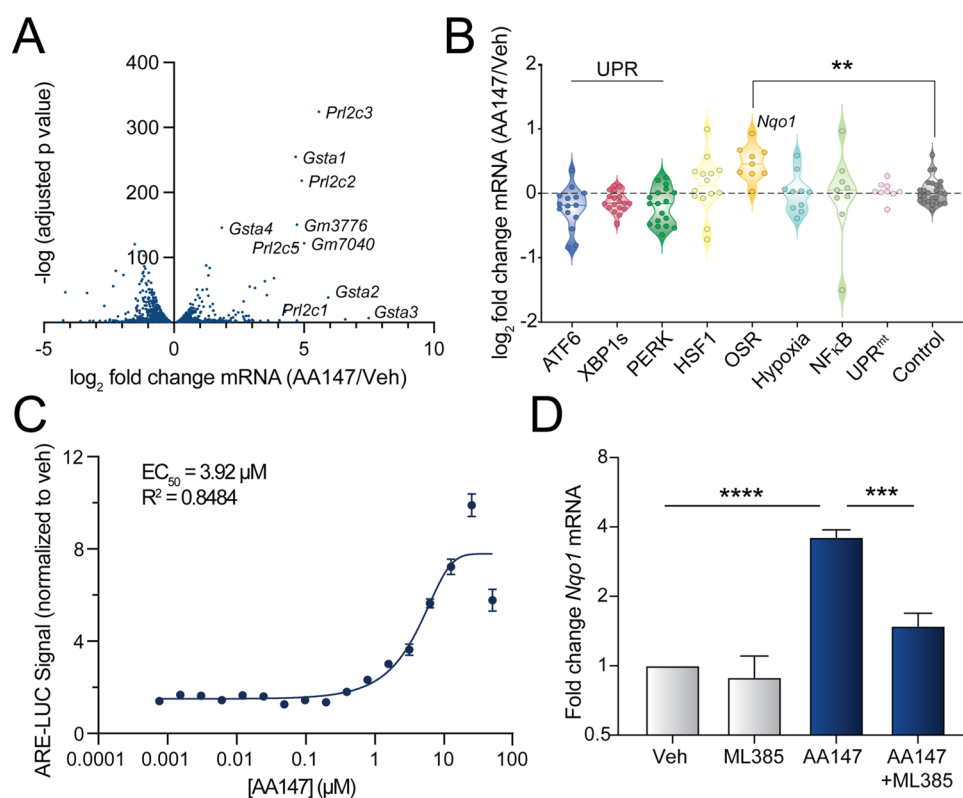 A
400
300
200
100
-5
0
5
10
-log (adjusted p value)
log2 fold change mRNA (AA147/Veh)
Prl2c3
Gsta1
Prl2c2
Gsta4
Gm3776
Prl2c5
Gm7040
Gsta2
Prl2c1
Gsta3
B
2
1
0
-1
-2
log2 fold change mRNA (AA147/Veh)
UPR
**
Nqo1
ATF6
XBP1s
PERK
HSF1
OSR
Hypoxia
NFκB
UPRmt
Control
C
12
8
4
0
ARE-LUC Signal (normalized to veh)
EC50 = 3.92 µM
R2 = 0.8484
0.0001
0.001
0.01
0.1
1
10
100
[AA147] (µM)
D
8
4
2
1
0.5
Fold change Nqo1 mRNA
****
***
Veh
ML385
AA147
AA147
+ML385